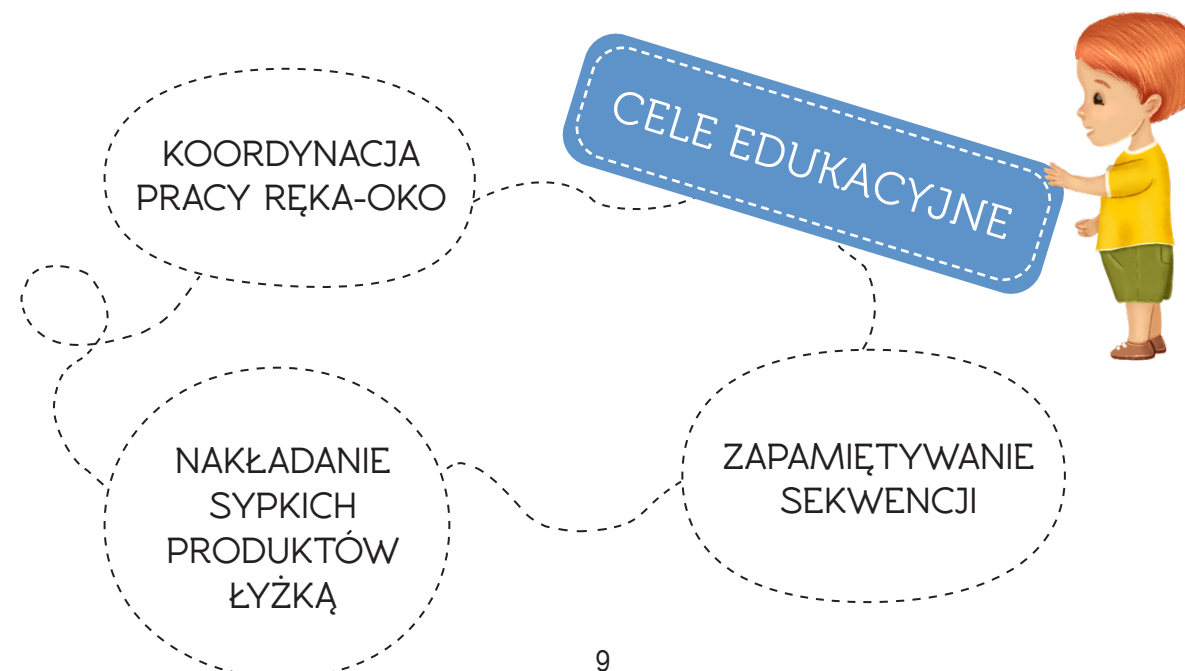 CELE EDUKACYJNE
KOORDYNACJA
PRACY RĘKA-OKO
NAKŁADANIE
SYPKICH
PRODUKTÓW
ŁYŻKĄ
ZAPAMIĘTYWANIE
SEKWENCJI
9